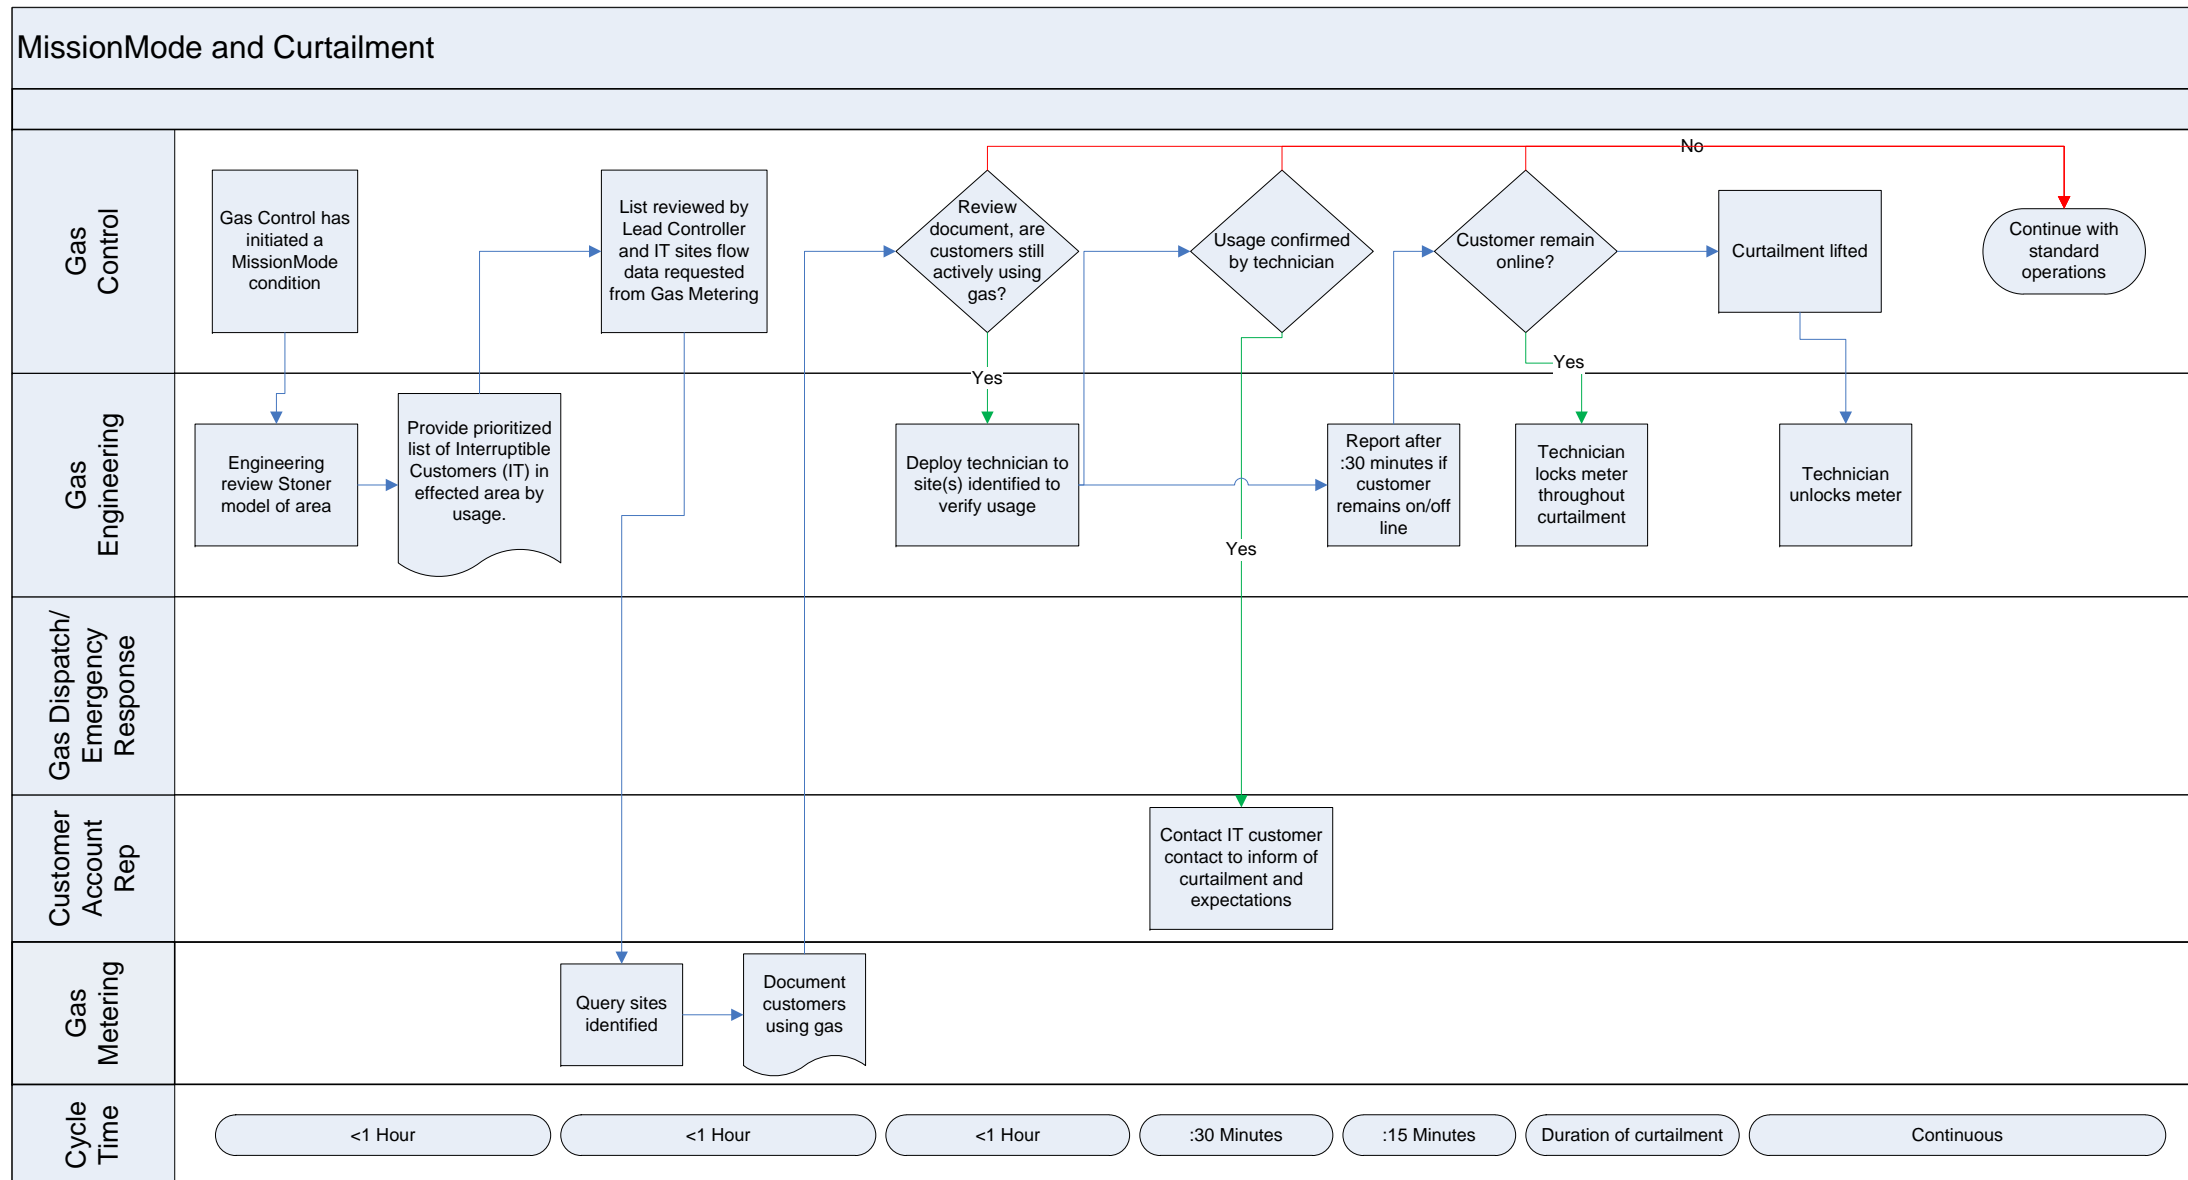 MissionMode and Curtailment
Gas
Control
Gas Control has
initiated a
MissionMode
condition
List reviewed by
Lead Controller
and IT sites flow
data requested
from Gas Metering
Review
document, are
customers still
actively using
gas?
Usage confirmed
by technician
Customer remain
online?
Curtailment lifted
No
Continue with
standard
operations
Yes
Yes
Gas
Engineering
Engineering
review Stoner
model of area
Provide prioritized
list of Interruptible
Customers (IT) in
effected area by
usage.
Deploy technician to
site(s) identified to
verify usage
Report after
:30 minutes if
customer
remains on/off
line
Technician
locks meter
throughout
curtailment
Technician
unlocks meter
Yes
Gas Dispatch/
Emergency
Response
Customer
Account
Rep
Contact IT customer
contact to inform of
curtailment and
expectations
Gas
Metering
Query sites
identified
Document
customers
using gas
Cycle
Time
<1 Hour
<1 Hour
<1 Hour
:30 Minutes
:15 Minutes
Duration of curtailment
Continuous